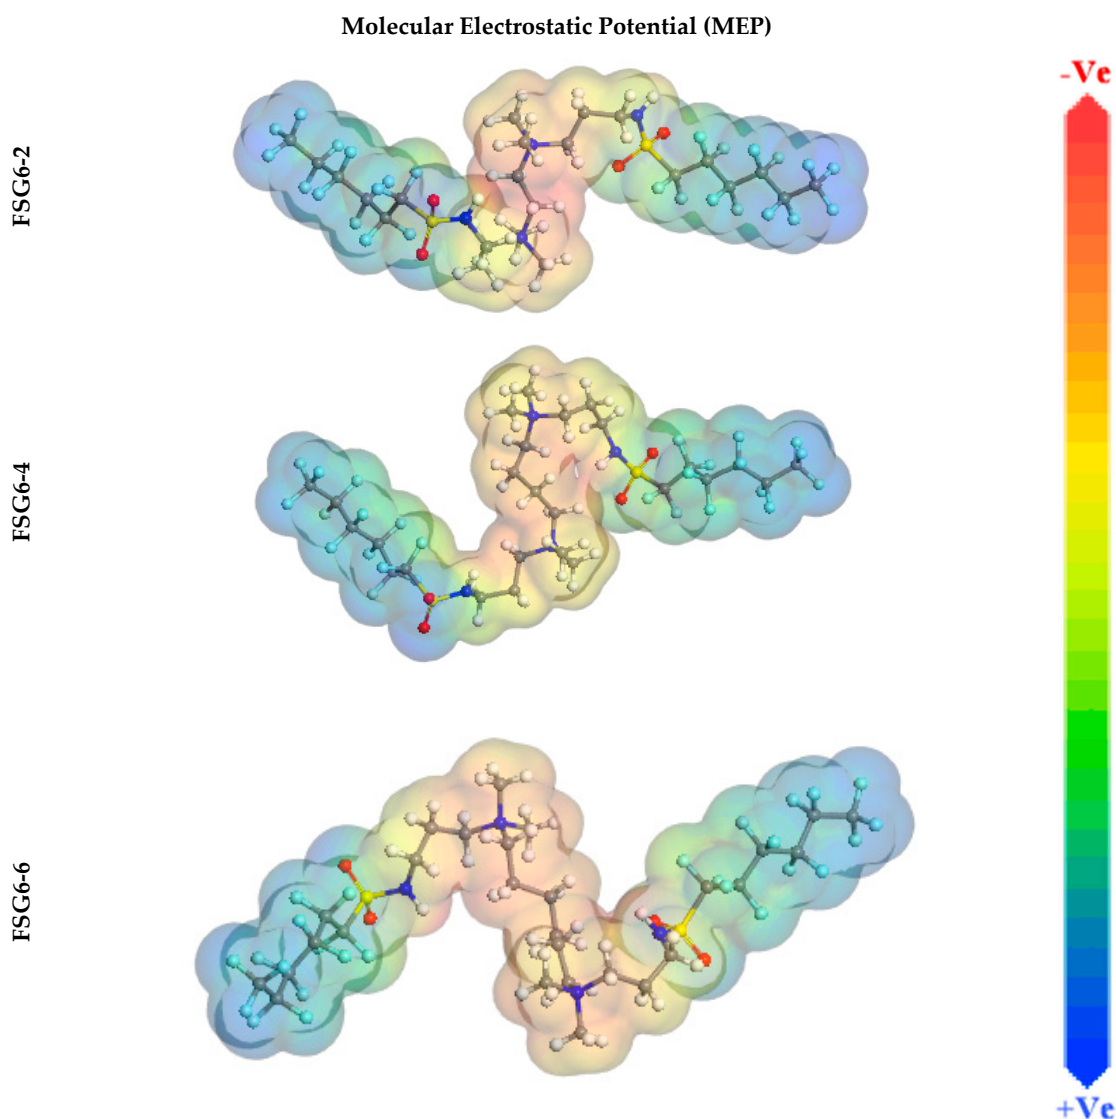 Molecular Electrostatic Potential (MEP)
-Ve
FSG6-2
FSG6-4
FSG6-6
+Ve